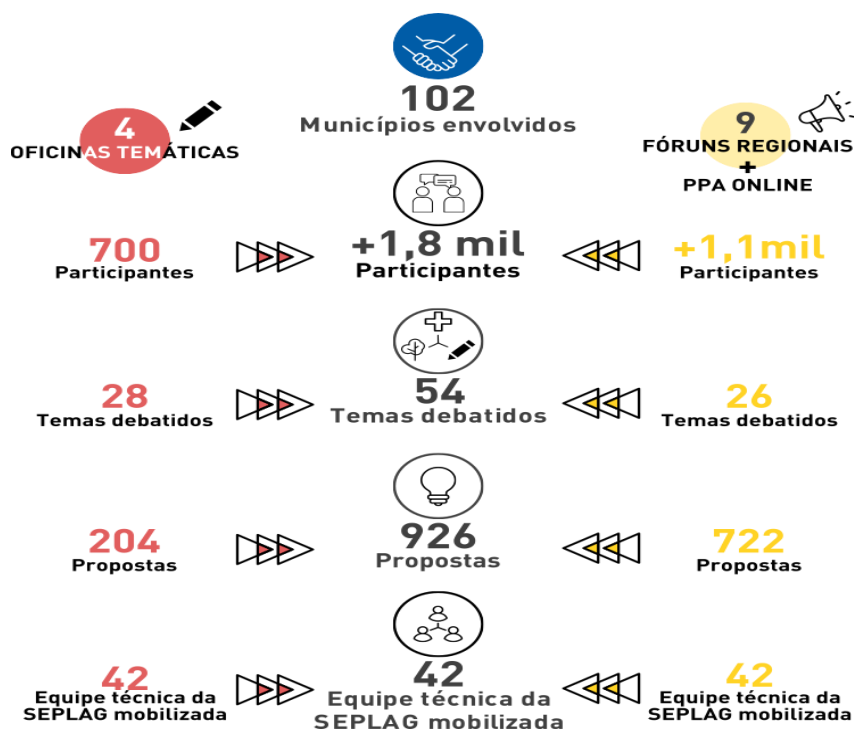 102
Municípios envolvidos
4
OFICINAS TEMÁTICAS
9
FÓRUNS REGIONAIS
+
PPA ONLINE
700
Participantes
+1,8 mil
Participantes
+1,1mil
Participantes
28
Temas debatidos
54
Temas debatidos
26
Temas debatidos
204
Propostas
926
Propostas
722
Propostas
42
Equipe técnica da
SEPLAG mobilizada
42
Equipe técnica da
SEPLAG mobilizada
42
Equipe técnica da
SEPLAG mobilizada